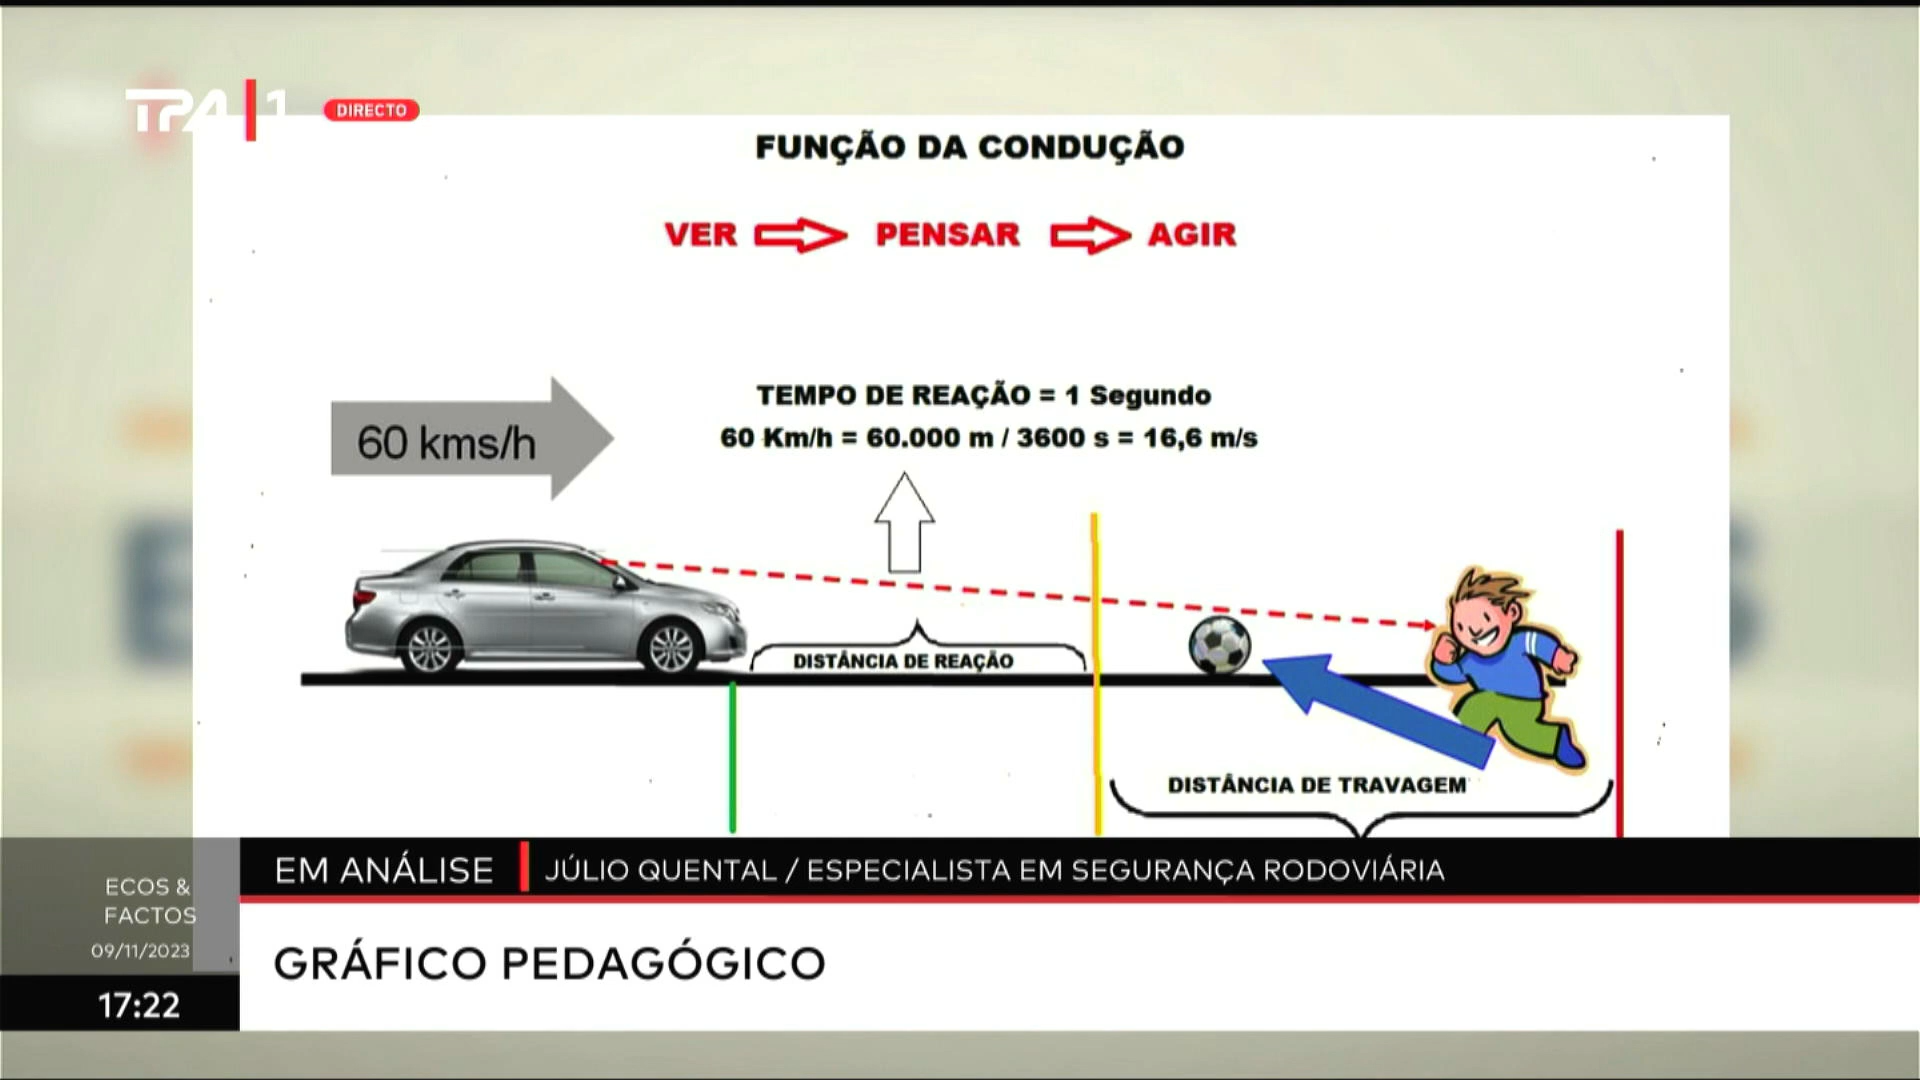 TPA 1
DIRECTO
FUNÇÃO DA CONDUÇÃO
VER PENSAR AGIR
TEMPO DE REAÇÃO = 1 Segundo
60 Km/h = 60.000 m / 3600 s = 16,6 m/s
60 kms/h
DISTÂNCIA DE REAÇÃO
DISTÂNCIA DE TRAVAGEM
EM ANÁLISE JÚLIO QUENTAL / ESPECIALISTA EM SEGURANÇA RODOVIÁRIA
ECOS &
FACTOS
09/11/2023
17:22
GRÁFICO PEDAGÓGICO